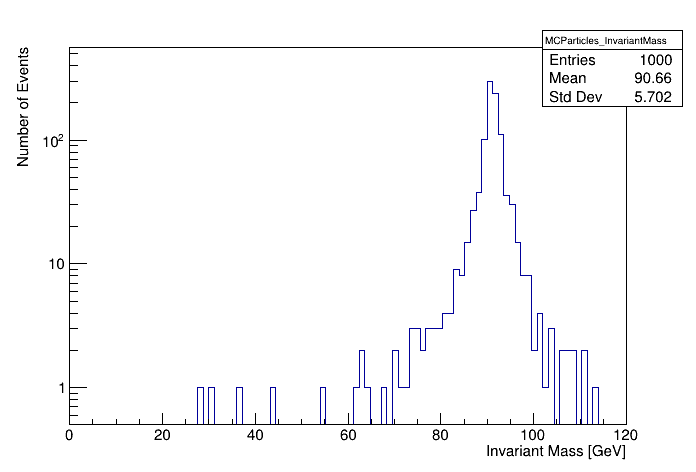 MCParticles_InvariantMass
Entries 1000
Mean 90.66
Std Dev 5.702
Number of Events
10²
10
1
0 20 40 60 80 100 120
Invariant Mass [GeV]